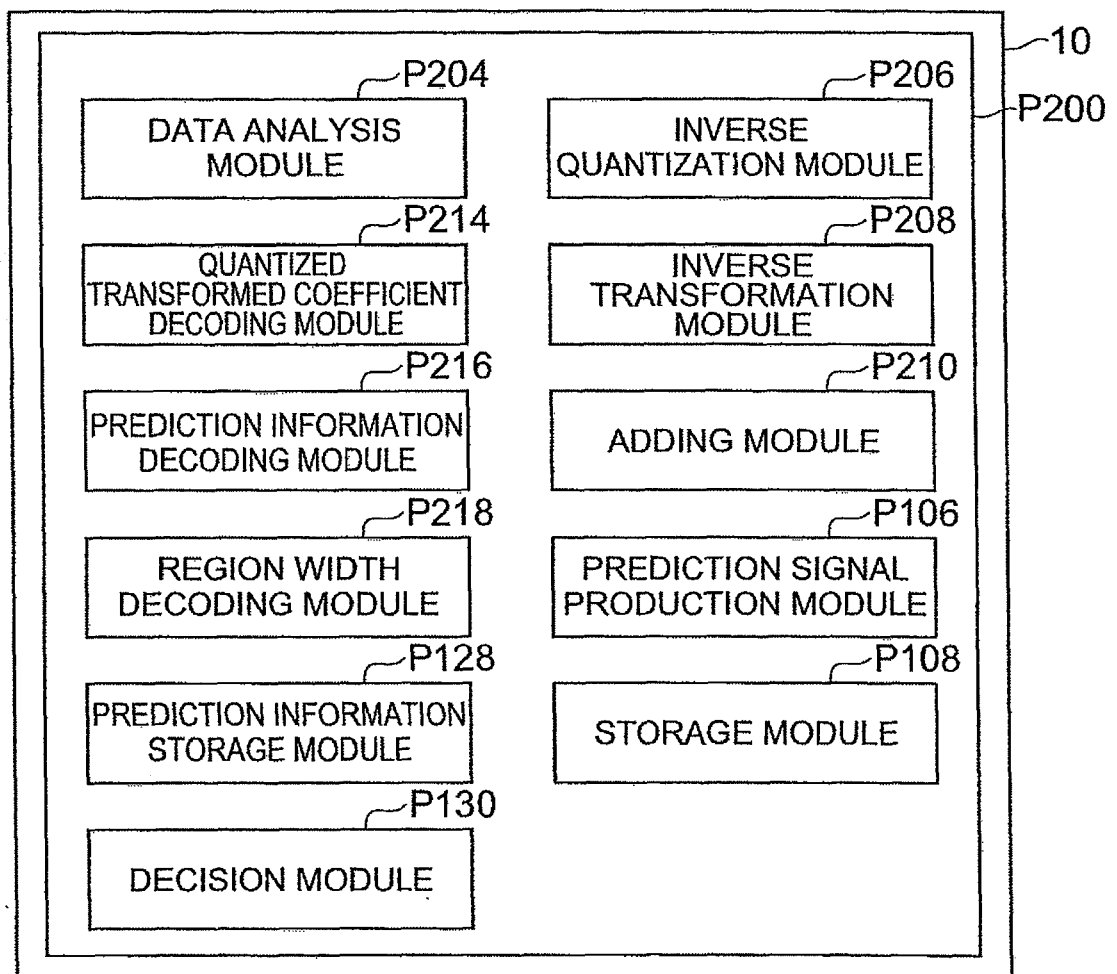 10
P200
P204
DATA ANALYSIS
MODULE
P206
INVERSE
QUANTIZATION MODULE
P214
QUANTIZED
TRANSFORMED COEFFICIENT
DECODING MODULE
P208
INVERSE
TRANSFORMATION
MODULE
P216
PREDICTION INFORMATION
DECODING MODULE
P210
ADDING MODULE
P218
REGION WIDTH
DECODING MODULE
P106
PREDICTION SIGNAL
PRODUCTION MODULE
P128
PREDICTION INFORMATION
STORAGE MODULE
P108
STORAGE MODULE
P130
DECISION MODULE